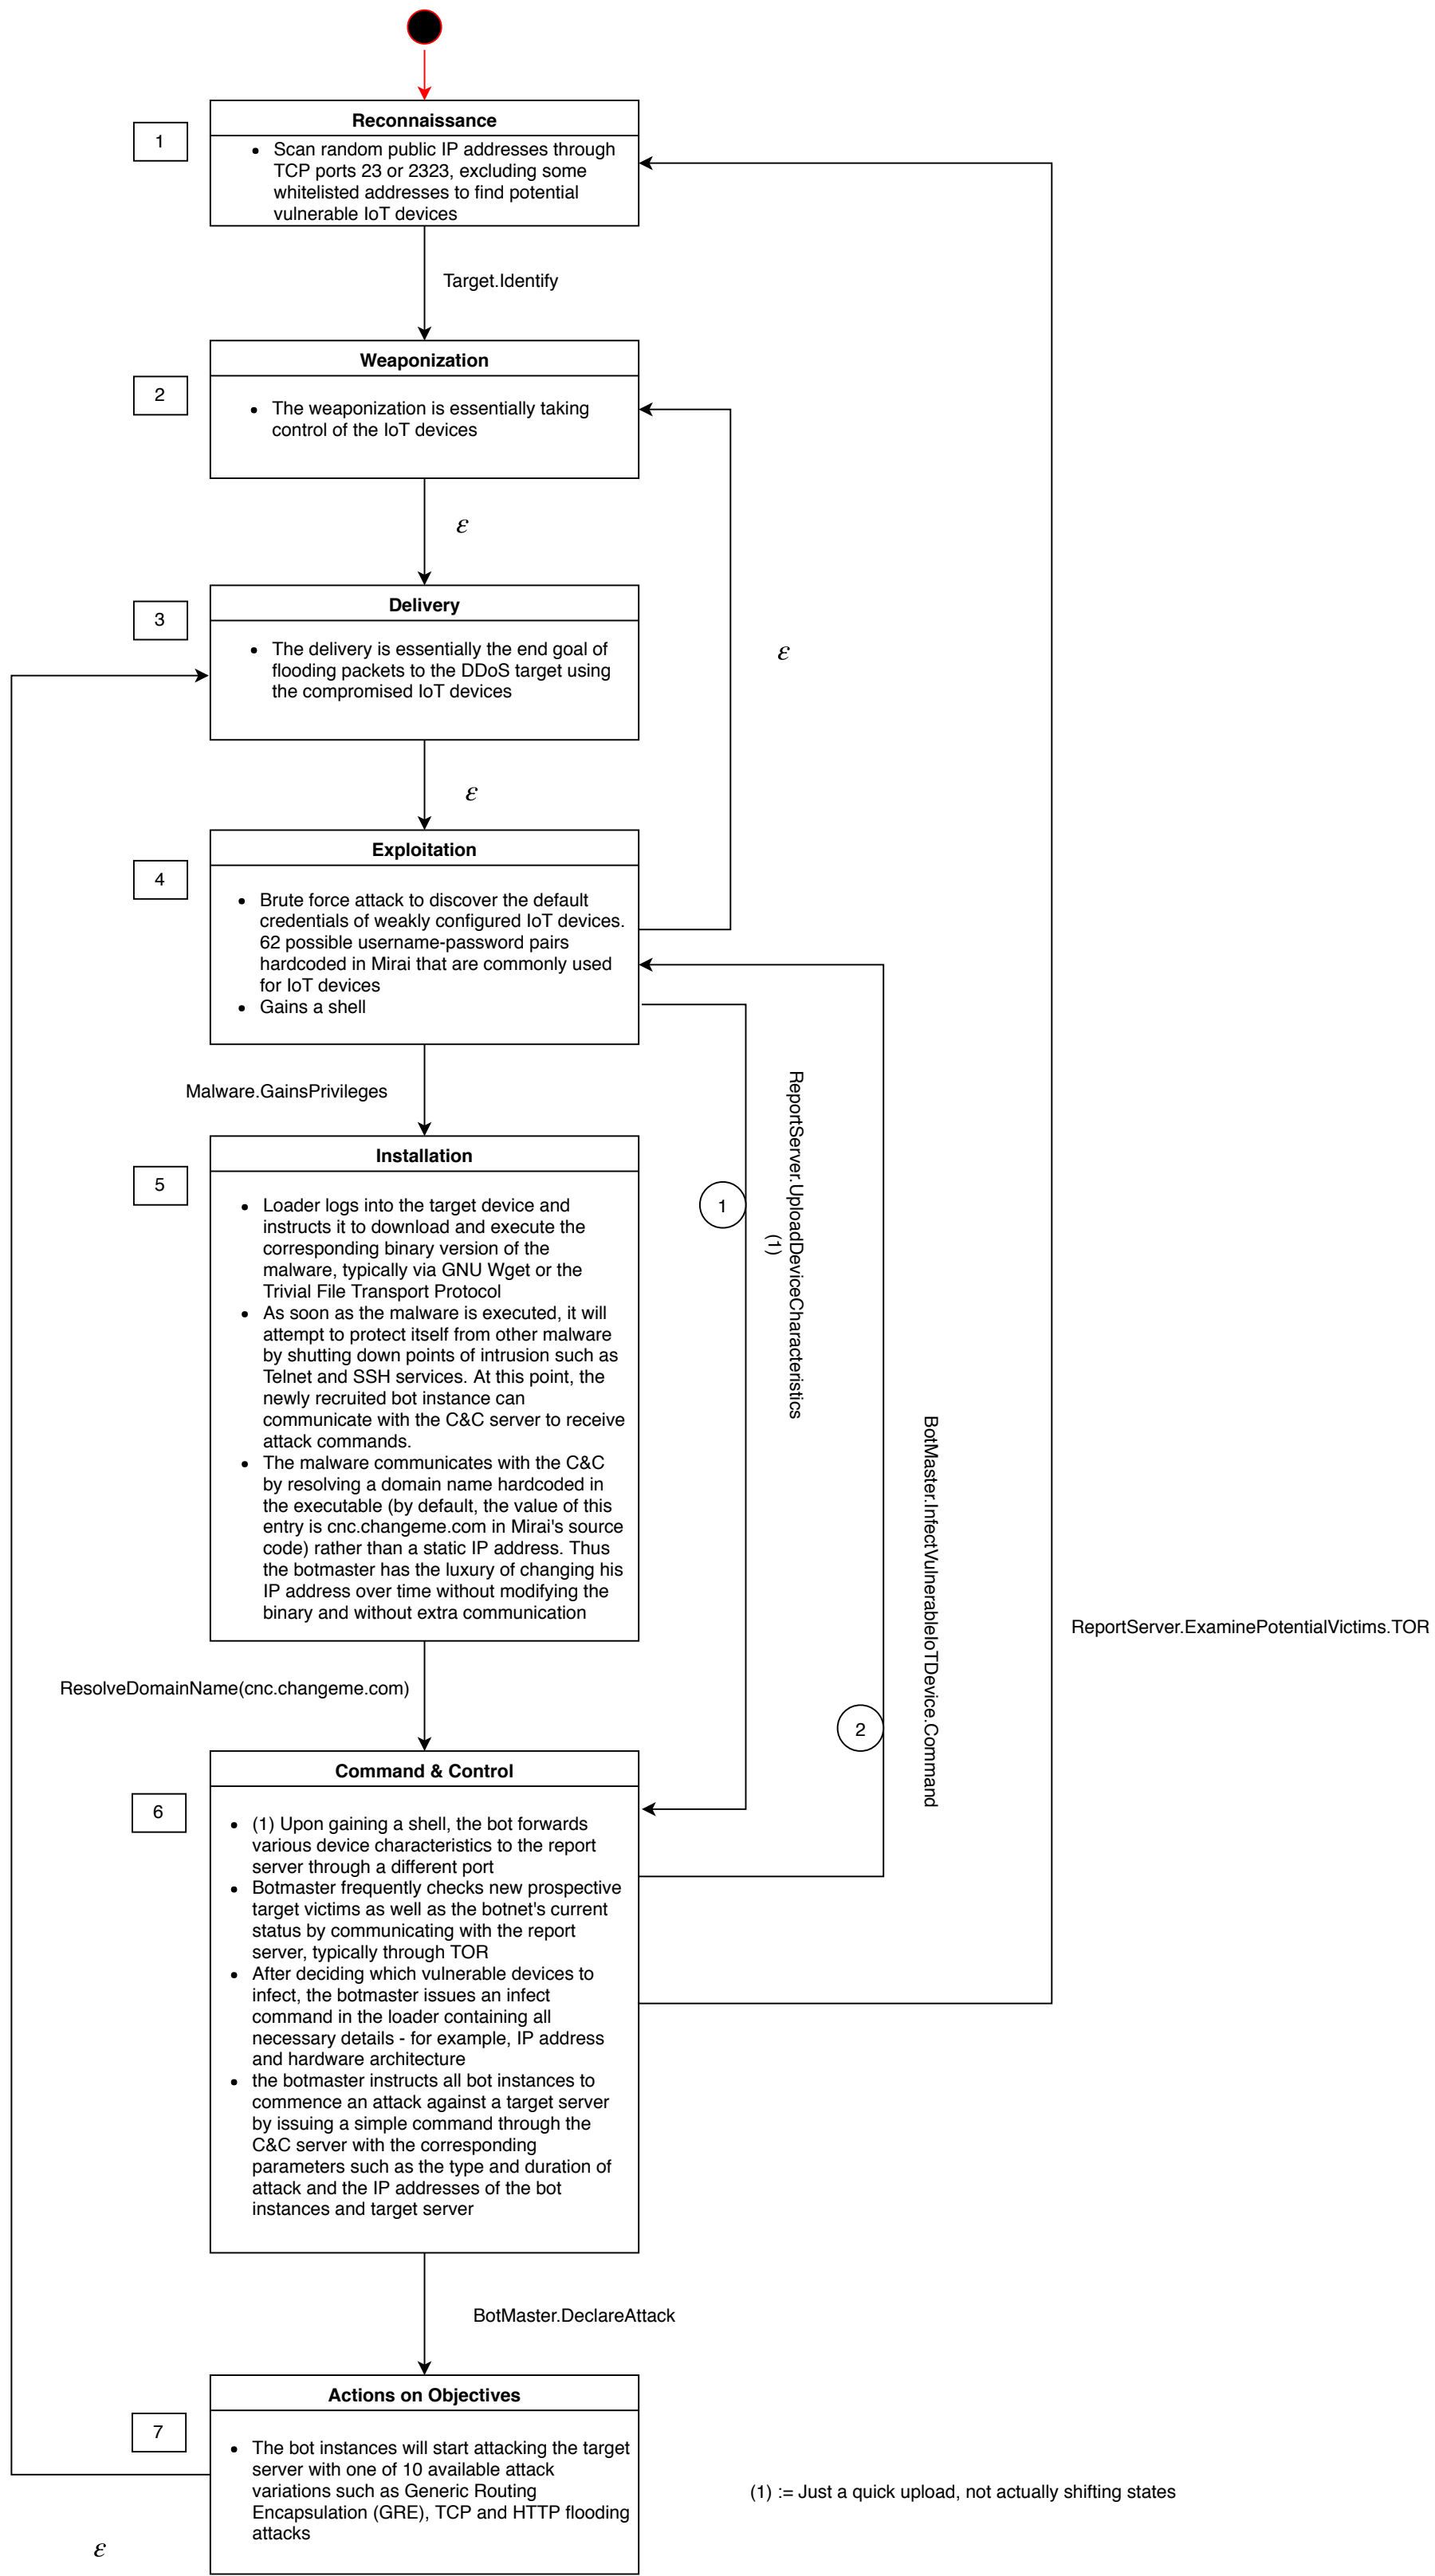 1
Reconnaissance
Scan random public IP addresses through
TCP ports 23 or 2323, excluding some
whitelisted addresses to find potential
vulnerable IoT devices
Target.Identify
2
Weaponization
The weaponization is essentially taking
control of the IoT devices
ε
3
Delivery
The delivery is essentially the end goal of
flooding packets to the DDoS target using
the compromised IoT devices
ε
ε
4
Exploitation
Brute force attack to discover the default
credentials of weakly configured IoT devices.
62 possible username-password pairs
hardcoded in Mirai that are commonly used
for IoT devices
Gains a shell
Malware.GainsPrivileges
5
Installation
Loader logs into the target device and
instructs it to download and execute the
corresponding binary version of the
malware, typically via GNU Wget or the
Trivial File Transport Protocol
As soon as the malware is executed, it will
attempt to protect itself from other malware
by shutting down points of intrusion such as
Telnet and SSH services. At this point, the
newly recruited bot instance can
communicate with the C&C server to receive
attack commands.
The malware communicates with the C&C
by resolving a domain name hardcoded in
the executable (by default, the value of this
entry is cnc.changeme.com in Mirai's source
code) rather than a static IP address. Thus
the botmaster has the luxury of changing his
IP address over time without modifying the
binary and without extra communication
1
ReportServer.UploadDeviceCharacteristics
(1)
2
BotMaster.InfectVulnerableIoTDevice.Command
ReportServer.ExaminePotentialVictims.TOR
ResolveDomainName(cnc.changeme.com)
6
Command & Control
(1) Upon gaining a shell, the bot forwards
various device characteristics to the report
server through a different port
Botmaster frequently checks new prospective
target victims as well as the botnet's current
status by communicating with the report
server, typically through TOR
After deciding which vulnerable devices to
infect, the botmaster issues an infect
command in the loader containing all
necessary details - for example, IP address
and hardware architecture
the botmaster instructs all bot instances to
commence an attack against a target server
by issuing a simple command through the
C&C server with the corresponding
parameters such as the type and duration of
attack and the IP addresses of the bot
instances and target server
BotMaster.DeclareAttack
7
Actions on Objectives
The bot instances will start attacking the target
server with one of 10 available attack
variations such as Generic Routing
Encapsulation (GRE), TCP and HTTP flooding
attacks
(1) := Just a quick upload, not actually shifting states
ε